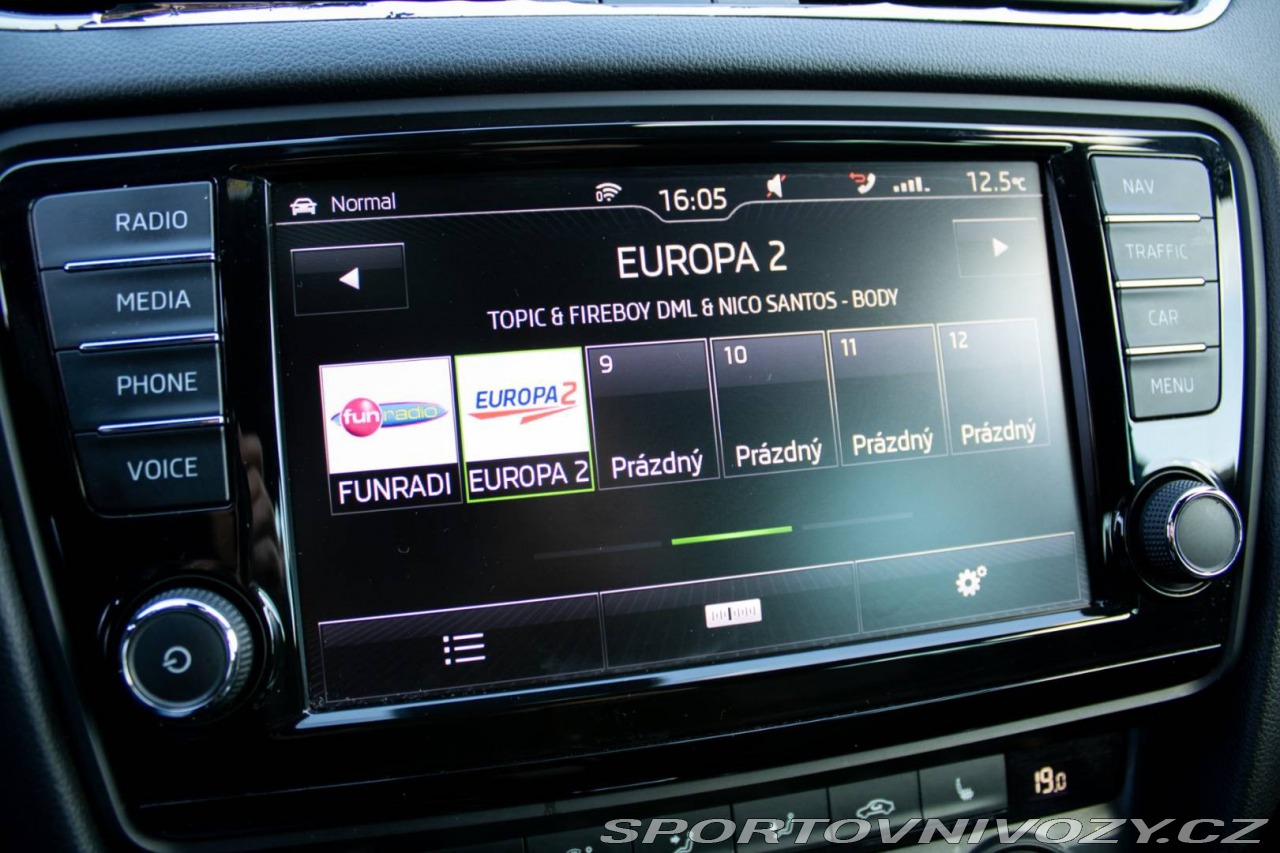 Normal
16:05
12.5°C
EUROPA 2
TOPIC & FIREBOY DML & NICO SANTOS - BODY
fun radio
FUNRADI
EUROPA 2
EUROPA 2
9
Prázdný
10
Prázdný
11
Prázdný
12
Prázdný
RADIO
MEDIA
PHONE
VOICE
NAV
TRAFFIC
CAR
MENU
19.0
SPORTOVNIVOZY.CZ